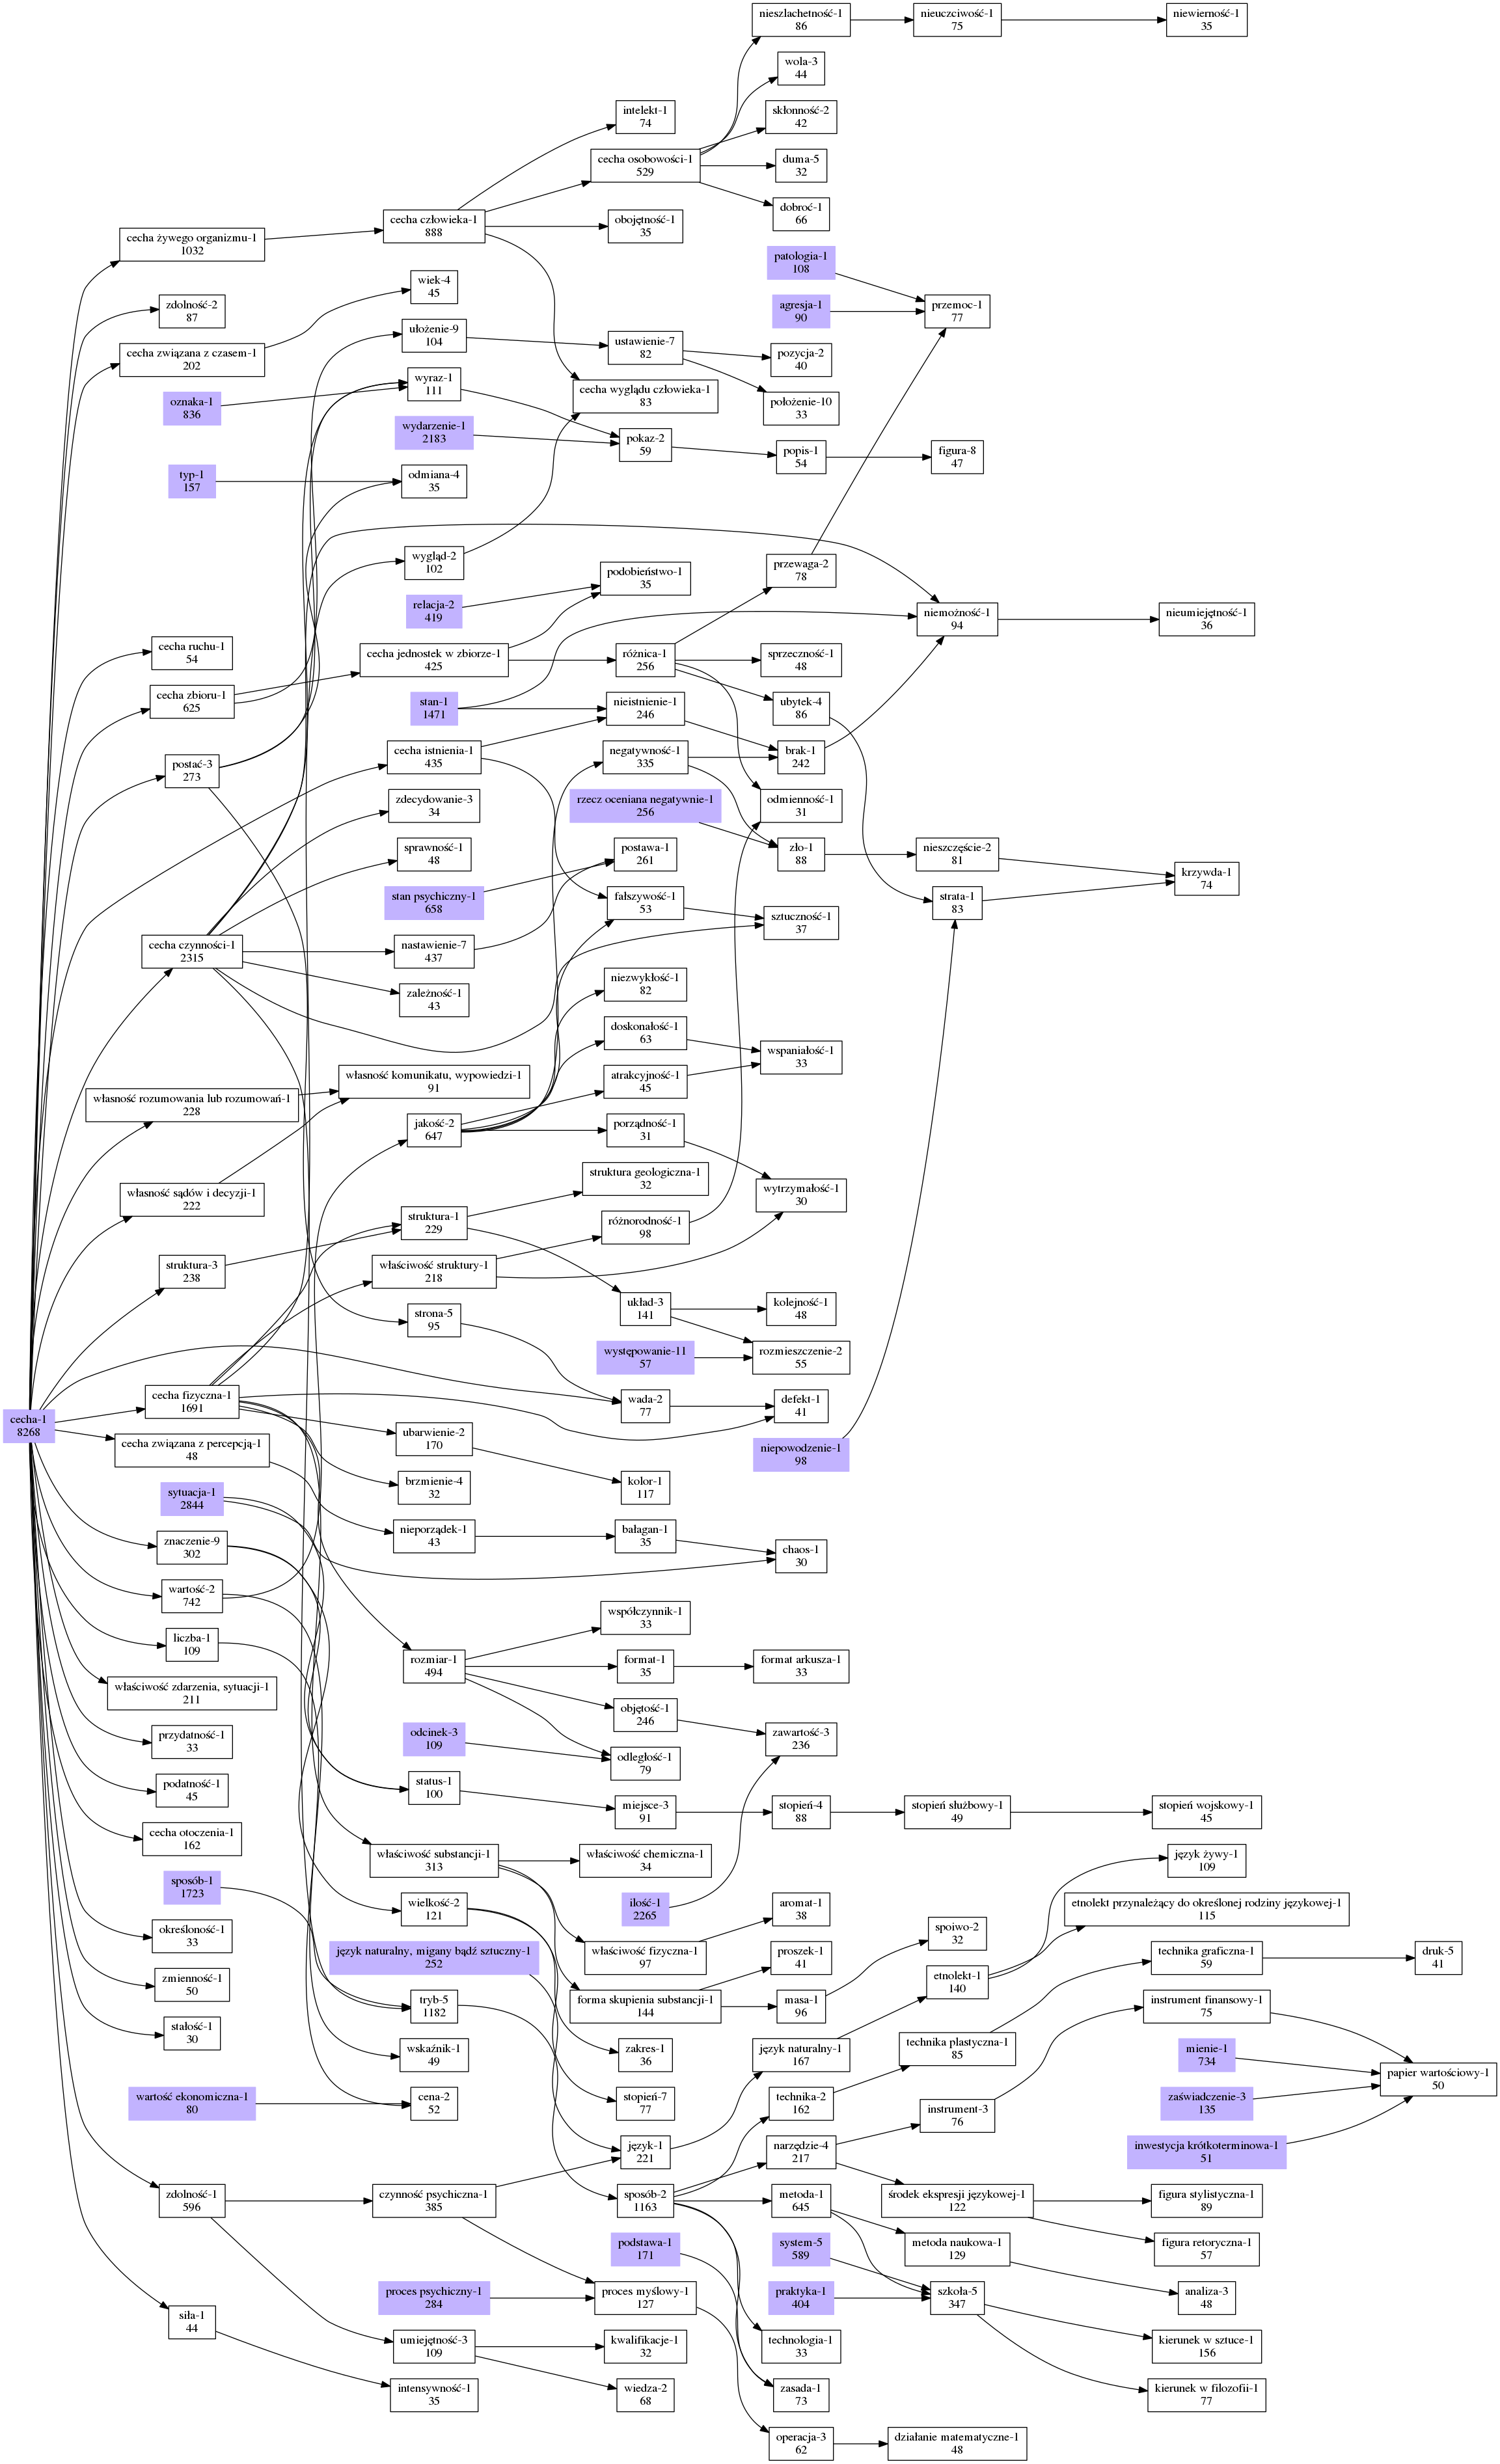 nieszlachetność-1
86
nieuczciwość-1
75
niewierność-1
35
wola-3
44
intelekt-1
74
skłonność-2
42
cecha osobowości-1
529
duma-5
32
dobroć-1
66
cecha żywego organizmu-1
1032
cecha człowieka-1
888
obojętność-1
35
patologia-1
108
wiek-4
45
zdolność-2
87
agresja-1
90
przemoc-1
77
ułożenie-9
104
cecha związana z czasem-1
202
ustawienie-7
82
pozycja-2
40
wyraz-1
111
cecha wyglądu człowieka-1
83
oznaka-1
836
położenie-10
33
wydarzenie-1
2183
pokaz-2
59
popis-1
54
figura-8
47
typ-1
157
odmiana-4
35
wygląd-2
102
podobieństwo-1
35
przewaga-2
78
relacja-2
419
niemożność-1
94
nieumiejętność-1
36
cecha ruchu-1
54
cecha jednostek w zbiorze-1
425
różnica-1
256
sprzeczność-1
48
cecha zbioru-1
625
stan-1
1471
nieistnienie-1
246
ubytek-4
86
postać-3
273
cecha istnienia-1
435
negatywność-1
335
brak-1
242
zdecydowanie-3
34
rzecz oceniana negatywnie-1
256
odmienność-1
31
sprawność-1
48
postawa-1
261
zło-1
88
nieszczęście-2
81
krzywda-1
74
stan psychiczny-1
658
fałszywość-1
53
strata-1
83
sztuczność-1
37
cecha czynności-1
2315
nastawienie-7
437
niezwykłość-1
82
zależność-1
43
doskonałość-1
63
wspaniałość-1
33
własność komunikatu, wypowiedzi-1
91
atrakcyjność-1
45
własność rozumowania lub rozumowań-1
228
jakość-2
647
porządność-1
31
struktura geologiczna-1
32
własność sądów i decyzji-1
222
wytrzymałość-1
30
struktura-1
229
różnorodność-1
98
struktura-3
238
właściwość struktury-1
218
układ-3
141
kolejność-1
48
strona-5
95
występowanie-11
57
rozmieszczenie-2
55
cecha fizyczna-1
1691
wada-2
77
defekt-1
41
cecha-1
8268
ubarwienie-2
170
cecha związana z percepcją-1
48
niepowodzenie-1
98
brzmienie-4
32
kolor-1
117
sytuacja-1
2844
nieporządek-1
43
bałagan-1
35
znaczenie-9
302
chaos-1
30
wartość-2
742
współczynnik-1
33
liczba-1
109
rozmiar-1
494
format-1
35
format arkusza-1
33
właściwość zdarzenia, sytuacji-1
211
objętość-1
246
przydatność-1
33
odcinek-3
109
zawartość-3
236
odległość-1
79
podatność-1
45
status-1
100
miejsce-3
91
stopień-4
88
stopień służbowy-1
49
stopień wojskowy-1
45
cecha otoczenia-1
162
właściwość substancji-1
313
właściwość chemiczna-1
34
język żywy-1
109
sposób-1
1723
wielkość-2
121
ilość-1
2265
aromat-1
38
etnolekt przynależący do określonej rodziny językowej-1
115
określoność-1
33
język naturalny, migany bądź sztuczny-1
252
właściwość fizyczna-1
97
proszek-1
41
spoiwo-2
32
technika graficzna-1
59
druk-5
41
zmienność-1
50
tryb-5
1182
forma skupienia substancji-1
144
masa-1
96
etnolekt-1
140
instrument finansowy-1
75
stałość-1
30
wskaźnik-1
49
zakres-1
36
język naturalny-1
167
technika plastyczna-1
85
mienie-1
734
papier wartościowy-1
50
wartość ekonomiczna-1
80
cena-2
52
stopień-7
77
technika-2
162
instrument-3
76
zaświadczenie-3
135
język-1
221
narzędzie-4
217
inwestycja krótkoterminowa-1
51
zdolność-1
596
czynność psychiczna-1
385
sposób-2
1163
metoda-1
645
środek ekspresji językowej-1
122
figura stylistyczna-1
89
podstawa-1
171
system-5
589
metoda naukowa-1
129
figura retoryczna-1
57
proces psychiczny-1
284
proces myślowy-1
127
praktyka-1
404
szkoła-5
347
analiza-3
48
siła-1
44
umiejętność-3
109
kwalifikacje-1
32
technologia-1
33
kierunek w sztuce-1
156
intensywność-1
35
wiedza-2
68
zasada-1
73
kierunek w filozofii-1
77
operacja-3
62
działanie matematyczne-1
48